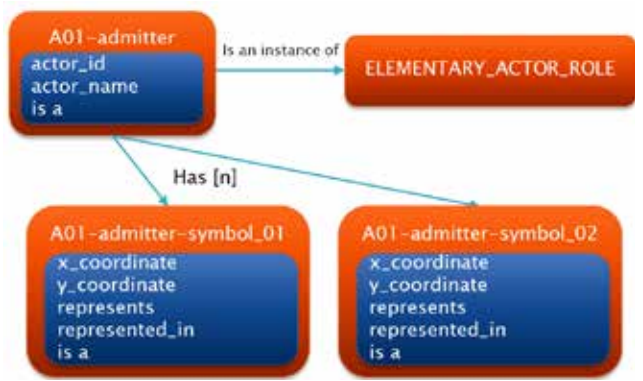 A01-admitter
actor_id
actor_name
is a
Is an instance of
ELEMENTARY_ACTOR_ROLE
Has [n]
A01-admitter-symbol_01
x_coordinate
y_coordinate
represents
represented_in
is a
A01-admitter-symbol_02
x_coordinate
y_coordinate
represents
represented_in
is a